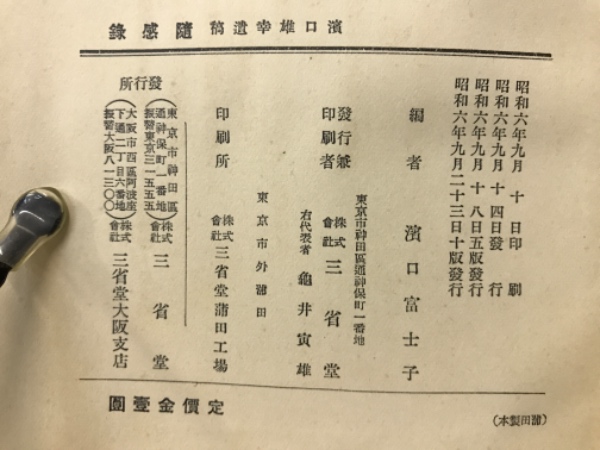 濱口雄幸遺稿 隨感錄
昭和六年九月 十 日印 刷
昭和六年九月 十四日發 行
昭和六年九月 十八日五版發行
昭和六年九月二十三日十版發行
編者 濱口富士子
東京市神田區通神保町一番地
發行兼印刷者 株式會社 三省堂
右代表者 龜井寅雄
東京市外蒲田
印刷所 株式會社 三省堂蒲田工場
發行所
東京市神田區
通神保町一番地
振替東京三一五五五
株式會社 三省堂
大阪市西區阿波座
下通二丁目六番地
振替大阪八一三〇〇
株式會社 三省堂大阪支店
定價金壹圓
(蒲田製本)